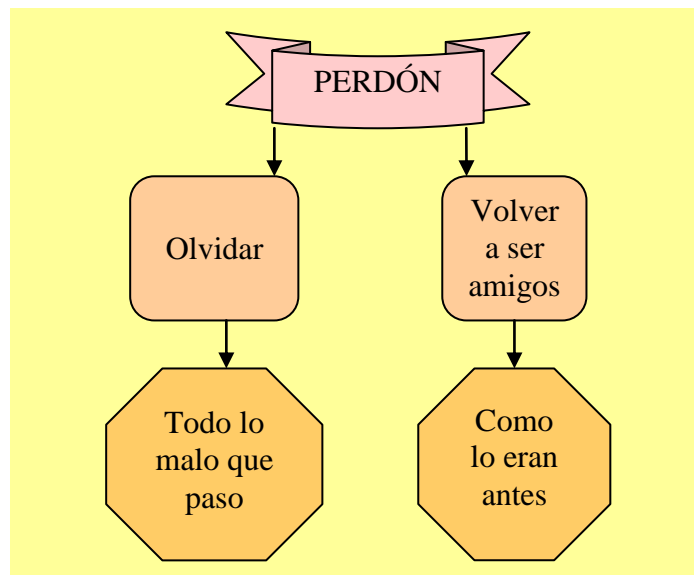 PERDÓN
Olvidar
Volver
a ser
amigos
Todo lo
malo que
paso
Como
lo eran
antes